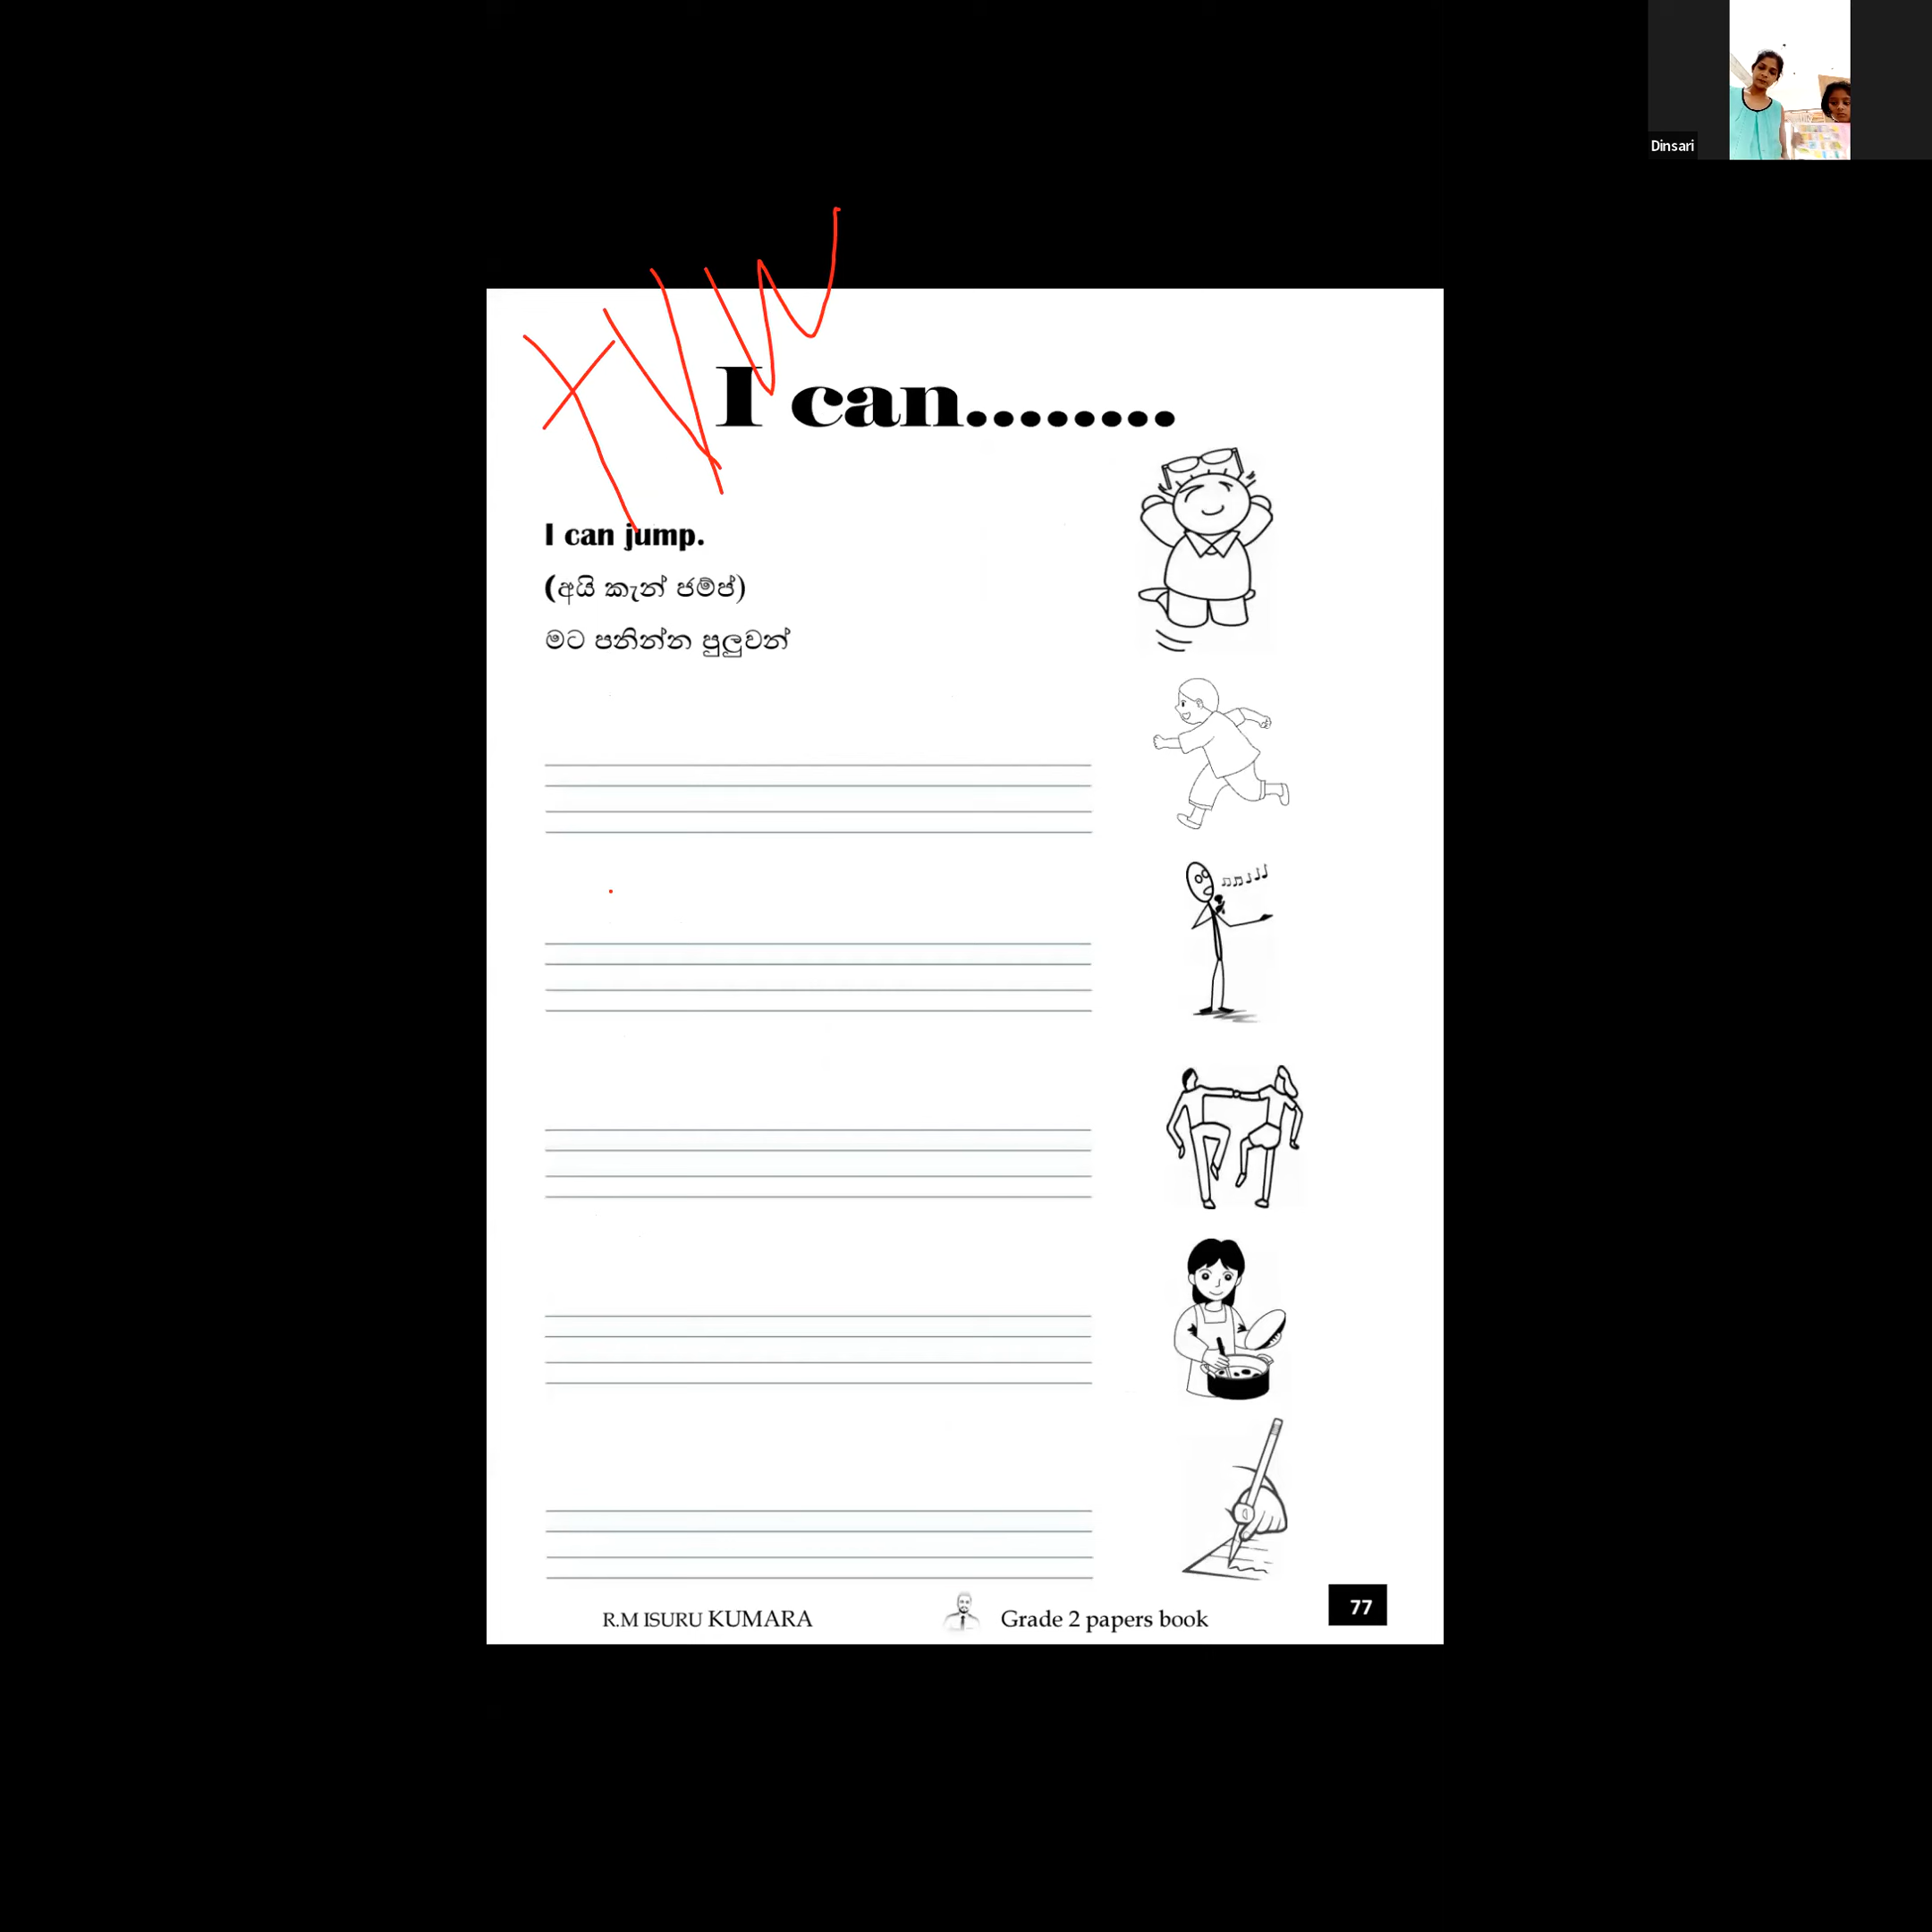 Dinsari
I can........
I can jump.
(අයි කැන් ජම්ප්)
මට පනින්න පුලුවන්
R.M ISURU KUMARA
Grade 2 papers book
77